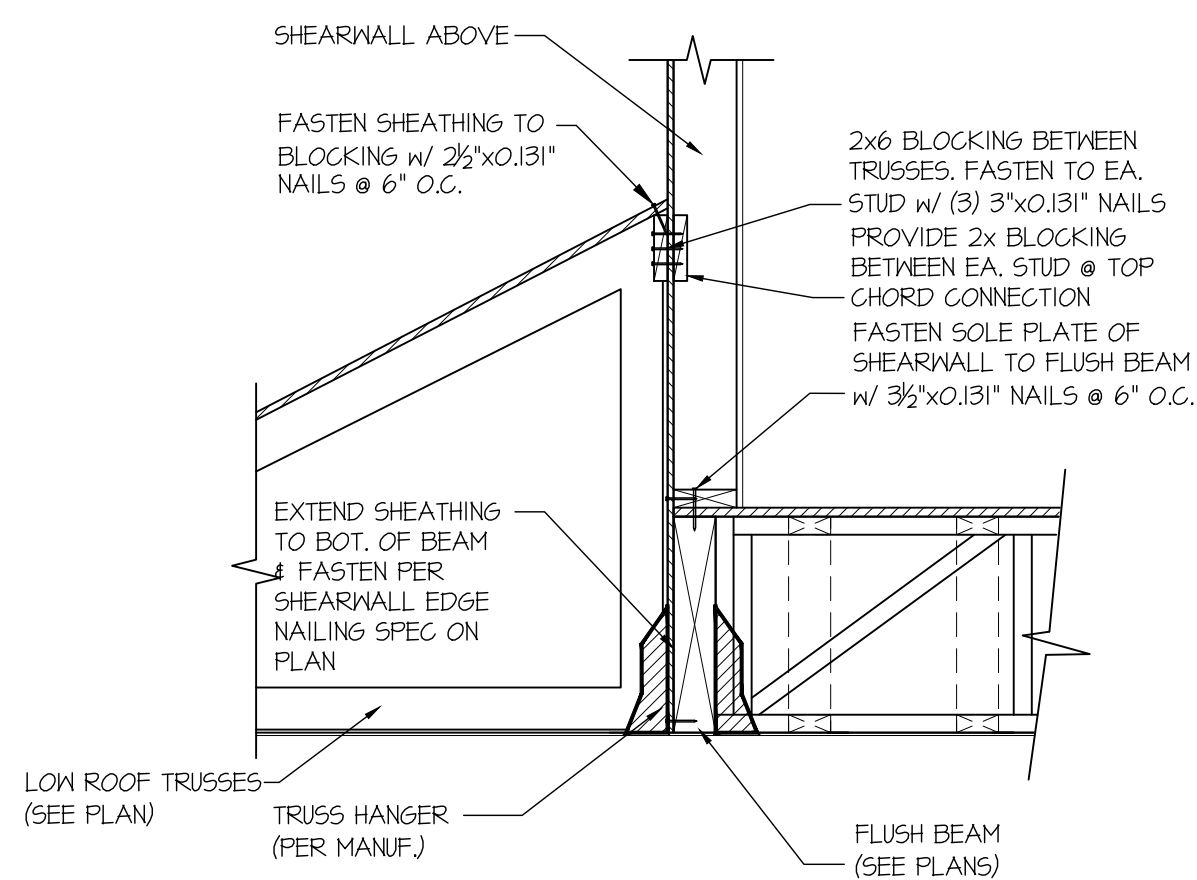 SHEARWALL ABOVE
FASTEN SHEATHING TO
BLOCKING w/ 2½"x0.131"
NAILS @ 6" O.C.
2x6 BLOCKING BETWEEN
TRUSSES. FASTEN TO EA.
STUD w/ (3) 3"x0.131" NAILS
PROVIDE 2x BLOCKING
BETWEEN EA. STUD @ TOP
CHORD CONNECTION
FASTEN SOLE PLATE OF
SHEARWALL TO FLUSH BEAM
w/ 3½"x0.131" NAILS @ 6" O.C.
EXTEND SHEATHING
TO BOT. OF BEAM
& FASTEN PER
SHEARWALL EDGE
NAILING SPEC ON
PLAN
LOW ROOF TRUSSES
(SEE PLAN)
TRUSS HANGER
(PER MANUF.)
FLUSH BEAM
(SEE PLANS)